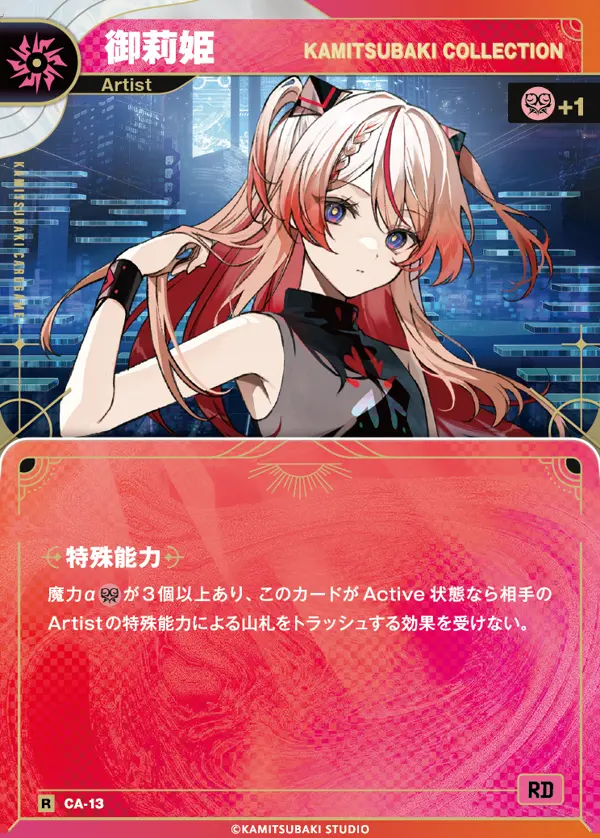 御莉姫
KAMITSUBAKI COLLECTION
Artist
+1
KAMITSUBAKI CARD GAME
特殊能力
魔力αが3個以上あり、このカードがActive状態なら相手の
Artistの特殊能力による山札をトラッシュする効果を受けない。
R CA-13
RD
©KAMITSUBAKI STUDIO